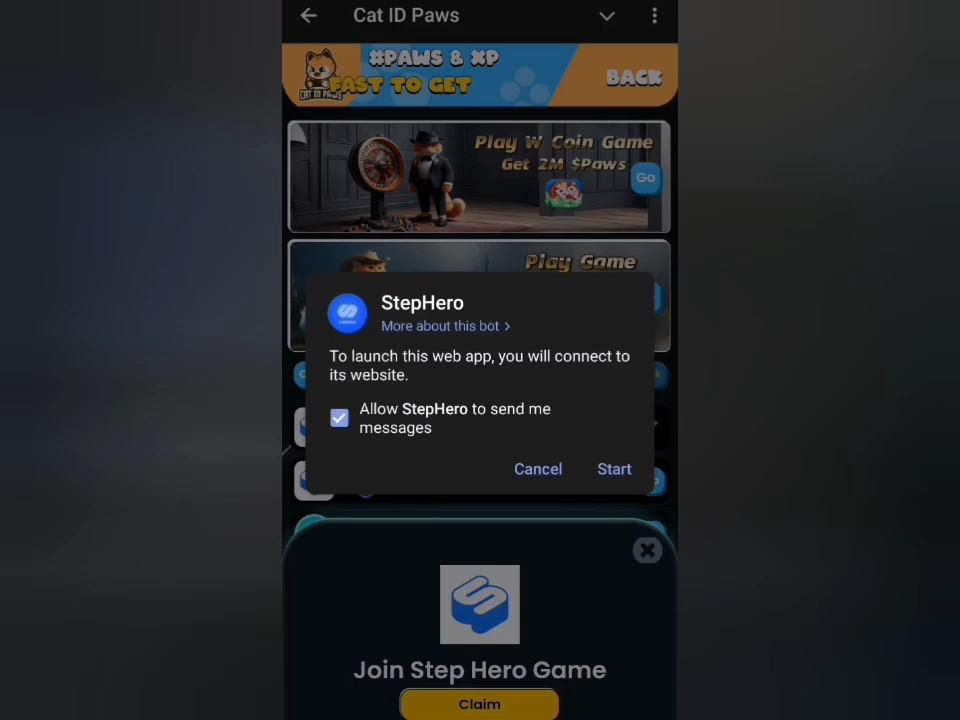 Cat ID Paws
#PAWS & XP
FAST TO GET
CAT ID PAWS
BACK
Play W Coin Game
Get 2M $Paws
Go
Play Game
StepHero
More about this bot
To launch this web app, you will connect to
its website.
Allow StepHero to send me
messages
Cancel
Start
Join Step Hero Game
Claim